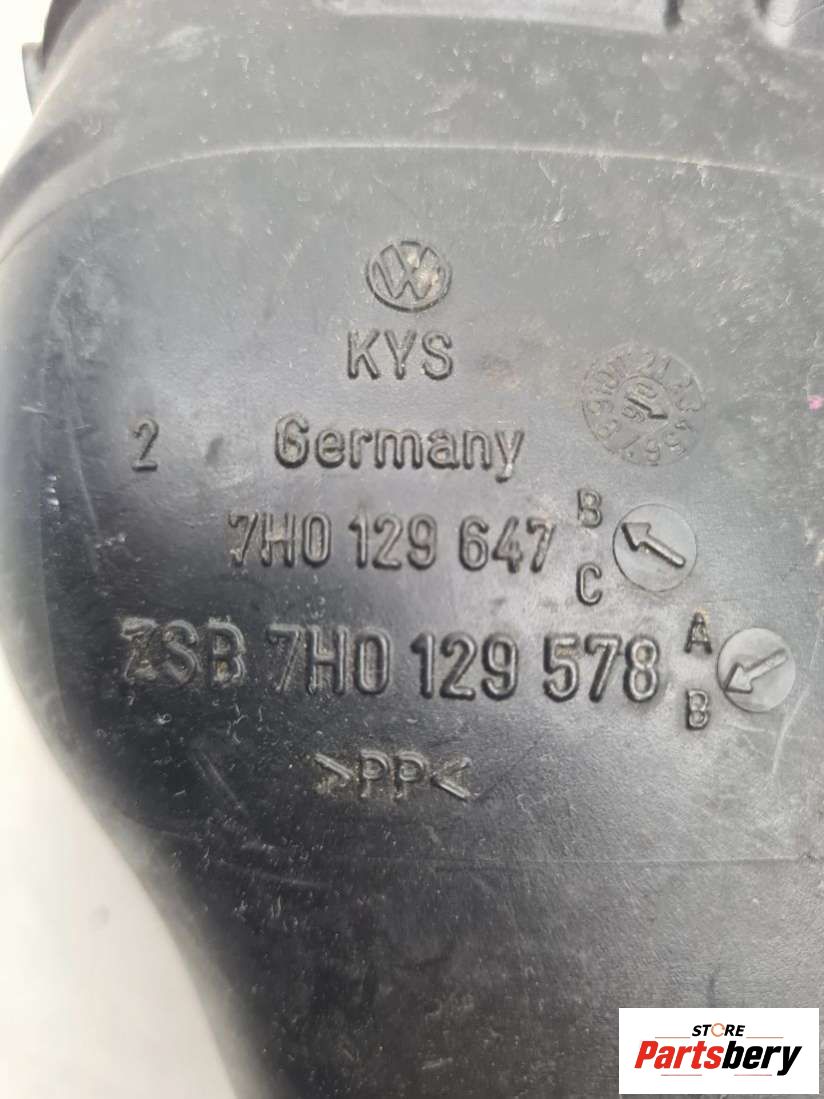 KYS
2 Germany
7H0 129 647 B C
ZSB 7H0 129 578 A B
>PP<
STORE
Partsbery